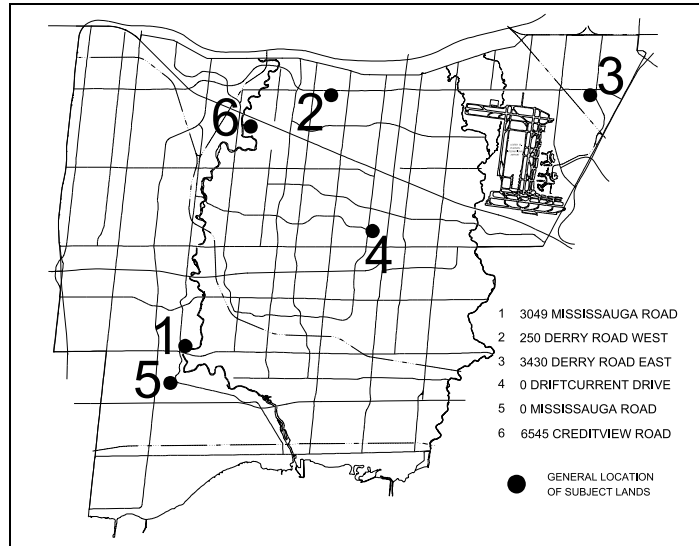 3
2
6
4
1
5
1 3049 MISSISSAUGA ROAD
2 250 DERRY ROAD WEST
3 3430 DERRY ROAD EAST
4 0 DRIFTCURRENT DRIVE
5 0 MISSISSAUGA ROAD
6 6545 CREDITVIEW ROAD
GENERAL LOCATION
OF SUBJECT LANDS